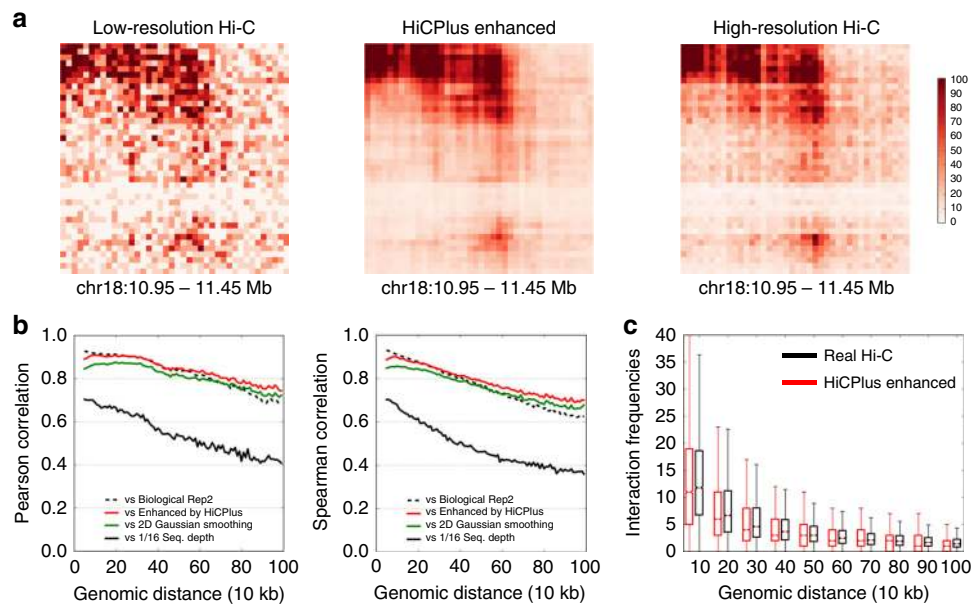 a
Low-resolution Hi-C
HiCPlus enhanced
High-resolution Hi-C
100
90
80
70
60
50
40
30
20
10
0
chr18:10.95 – 11.45 Mb
chr18:10.95 – 11.45 Mb
chr18:10.95 – 11.45 Mb
b
Pearson correlation
1.0
0.8
0.6
0.4
0.2
0.0
vs Biological Rep2
vs Enhanced by HiCPlus
vs 2D Gaussian smoothing
vs 1/16 Seq. depth
0 20 40 60 80 100
Genomic distance (10 kb)
Spearman correlation
1.0
0.8
0.6
0.4
0.2
0.0
vs Biological Rep2
vs Enhanced by HiCPlus
vs 2D Gaussian smoothing
vs 1/16 Seq. depth
0 20 40 60 80 100
Genomic distance (10 kb)
c
Interaction frequencies
40
35
30
25
20
15
10
5
0
Real Hi-C
HiCPlus enhanced
10 20 30 40 50 60 70 80 90 100
Genomic distance (10 kb)